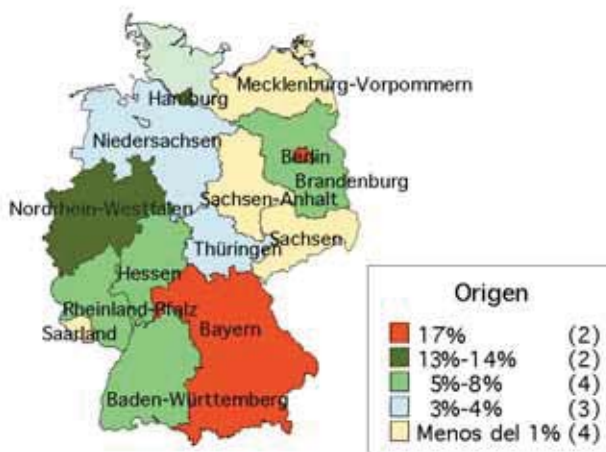 Mecklenburg-Vorpommern
Hamburg
Niedersachsen
Berlin
Brandenburg
Sachsen-Anhalt
Nordrhein-Westfalen
Sachsen
Thüringen
Hessen
Rheinland-Pfalz
Saarland
Bayern
Baden-Württemberg
Origen
17% (2)
13%-14% (2)
5%-8% (4)
3%-4% (3)
Menos del 1% (4)